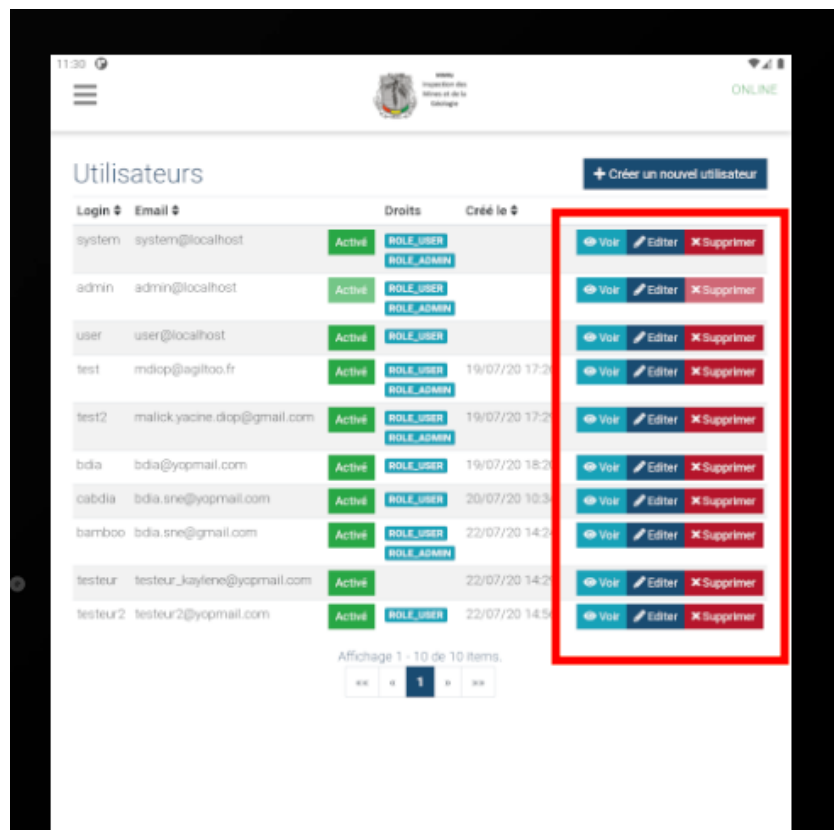 11:30
Inspection des
Mines et de la
Géologie
ONLINE
Utilisateurs
Créer un nouvel utilisateur
Login Email Droits Créé le
system system@localhost Activé ROLE_USER Voir Editer Supprimer
ROLE_ADMIN
admin admin@localhost Activé ROLE_USER Voir Editer Supprimer
ROLE_ADMIN
user user@localhost Activé ROLE_USER Voir Editer Supprimer
test mdiop@agiltoo.fr Activé ROLE_USER 19/07/20 17:2 Voir Editer Supprimer
ROLE_ADMIN
test2 malick.yacine.diop@gmail.com Activé ROLE_USER 19/07/20 17:2 Voir Editer Supprimer
ROLE_ADMIN
bdia bdia@yopmail.com Activé ROLE_USER 19/07/20 18:2 Voir Editer Supprimer
cabdia bdia.sne@yopmail.com Activé ROLE_USER 20/07/20 10:3 Voir Editer Supprimer
bamboo bdia.sne@gmail.com Activé ROLE_USER 22/07/20 14:2 Voir Editer Supprimer
ROLE_ADMIN
testeur testeur_kaylene@yopmail.com Activé 22/07/20 14:2 Voir Editer Supprimer
testeur2 testeur2@yopmail.com Activé ROLE_USER 22/07/20 14:5 Voir Editer Supprimer
Affichage 1 - 10 de 10 items.
«« « 1 » »»